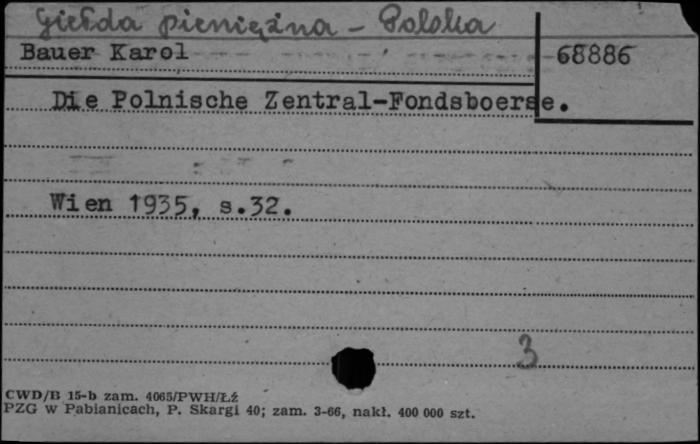 Giełda pieniężna - Polska
Bauer Karol
68886
Die Polnische Zentral-Fondsboerse.
Wien 1935, s.32.
3
CWD/B 15-b zam. 4065/PWH/Łź
PZG w Pabianicach, P. Skargi 40; zam. 3-66, nakł. 400 000 szt.